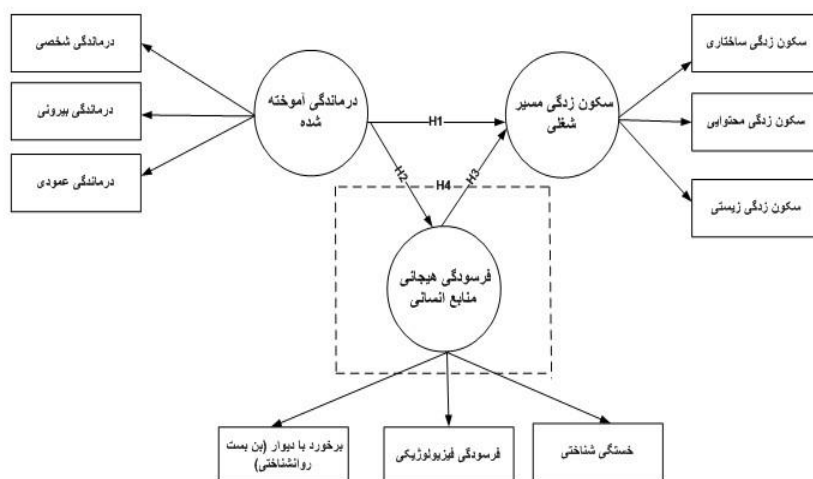 درماندگی شخصی
درماندگی بیرونی
درماندگی عمودی
درماندگی آموخته
شده
H1
سکون زدگی مسیر
شغلی
سکون زدگی ساختاری
سکون زدگی محتوایی
سکون زدگی زیستی
H2
H4
H3
فرسودگی هیجانی
منابع انسانی
برخورد با دیوار (بن بست
روانشناختی)
فرسودگی فیزیولوژیکی
خستگی شناختی